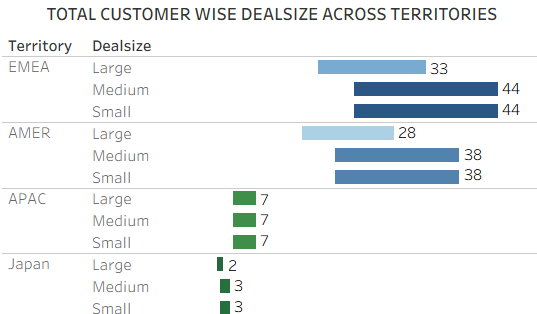 TOTAL CUSTOMER WISE DEALSIZE ACROSS TERRITORIES
Territory Dealsize
EMEA Large 33
Medium 44
Small 44
AMER Large 28
Medium 38
Small 38
APAC Large 7
Medium 7
Small 7
Japan Large 2
Medium 3
Small 3